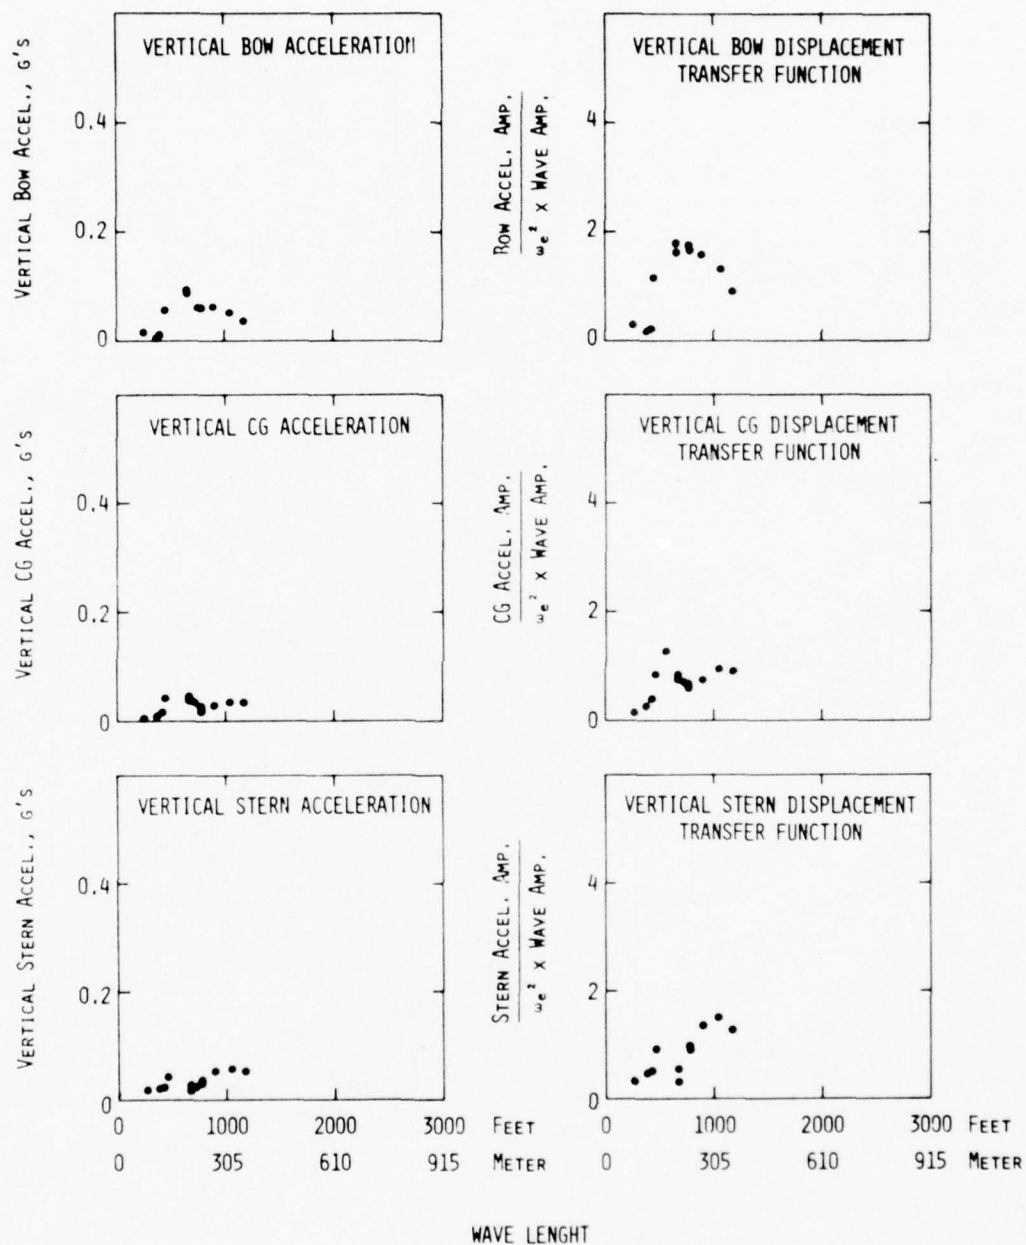 VERTICAL BOW ACCELERATION
VERTICAL BOW ACCEL., G'S
0.4
0.2
0
VERTICAL BOW DISPLACEMENT
TRANSFER FUNCTION
BOW ACCEL. AMP.
ωe² x WAVE AMP.
4
2
0
VERTICAL CG ACCELERATION
VERTICAL CG ACCEL., G'S
0.4
0.2
0
VERTICAL CG DISPLACEMENT
TRANSFER FUNCTION
CG ACCEL. AMP.
ωe² x WAVE AMP.
4
2
0
VERTICAL STERN ACCELERATION
VERTICAL STERN ACCEL., G'S
0.4
0.2
0
VERTICAL STERN DISPLACEMENT
TRANSFER FUNCTION
STERN ACCEL. AMP.
ωe² x WAVE AMP.
4
2
0
0 1000 2000 3000 FEET
0 305 610 915 METER
0 1000 2000 3000 FEET
0 305 610 915 METER
WAVE LENGHT